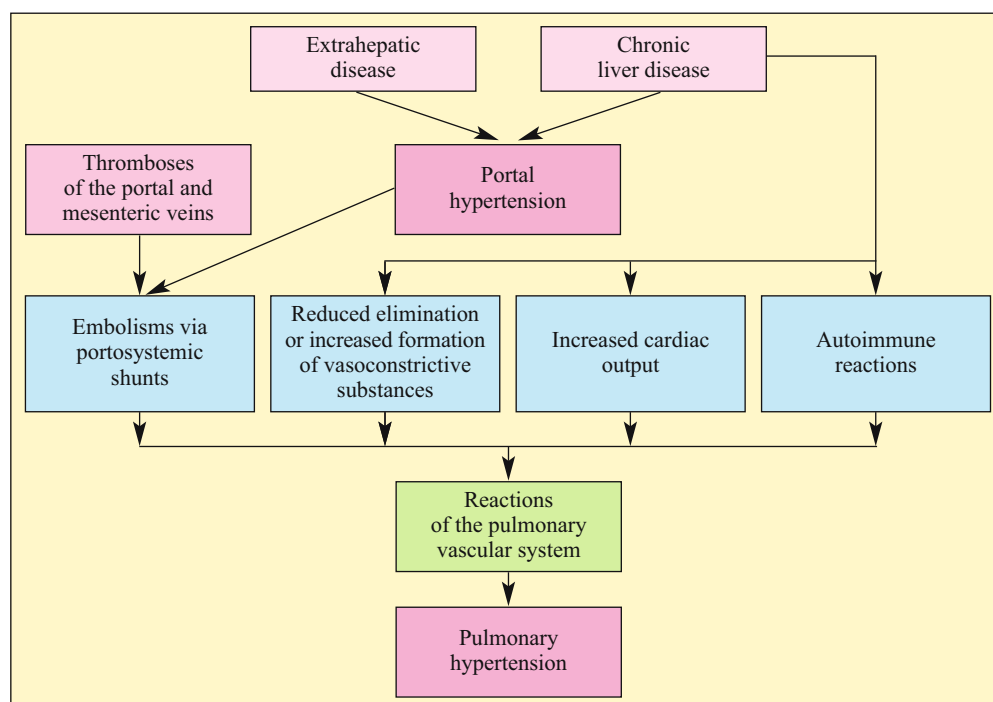 Extrahepatic
disease
Chronic
liver disease
Thromboses
of the portal and
mesenteric veins
Portal
hypertension
Embolisms via
portosystemic
shunts
Reduced elimination
or increased formation
of vasoconstrictive
substances
Increased cardiac
output
Autoimmune
reactions
Reactions
of the pulmonary
vascular system
Pulmonary
hypertension